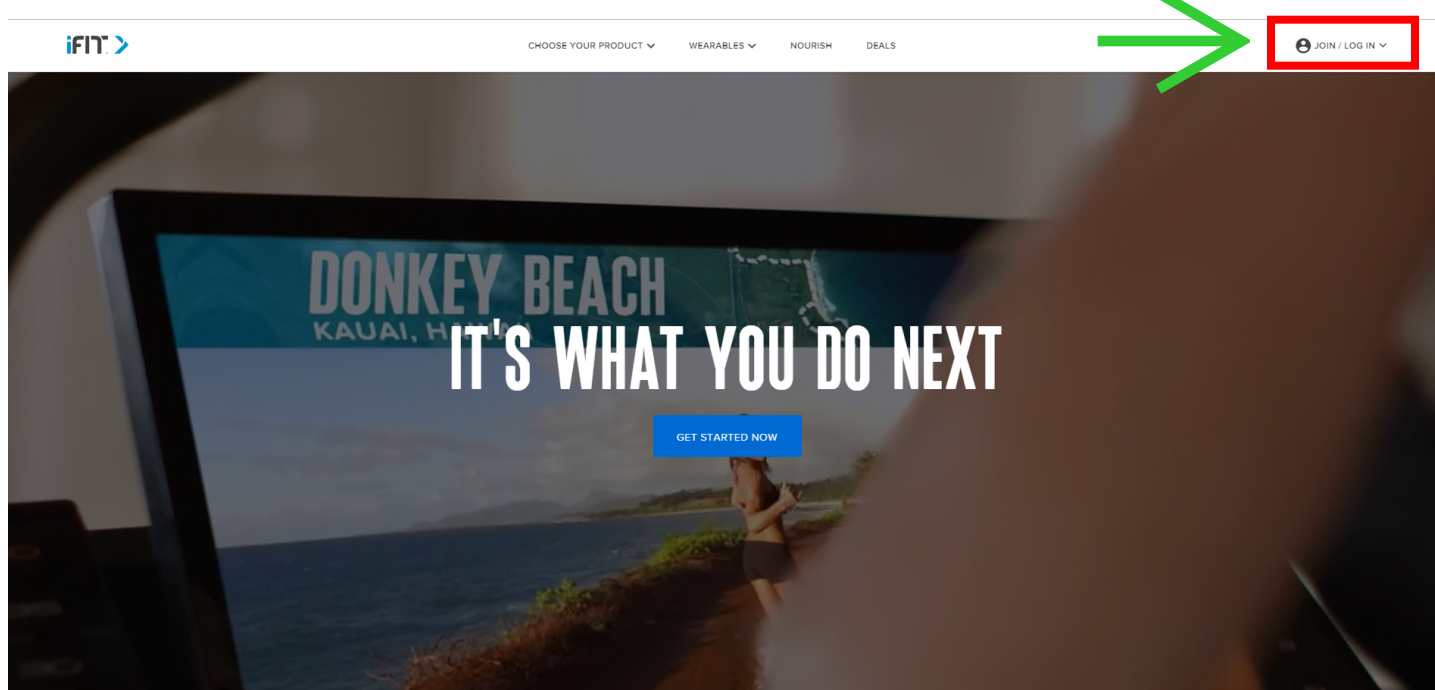 iFIT
CHOOSE YOUR PRODUCT
WEARABLES
NOURISH
DEALS
JOIN / LOG IN
DONKEY BEACH
KAUAI,
IT'S WHAT YOU DO NEXT
GET STARTED NOW